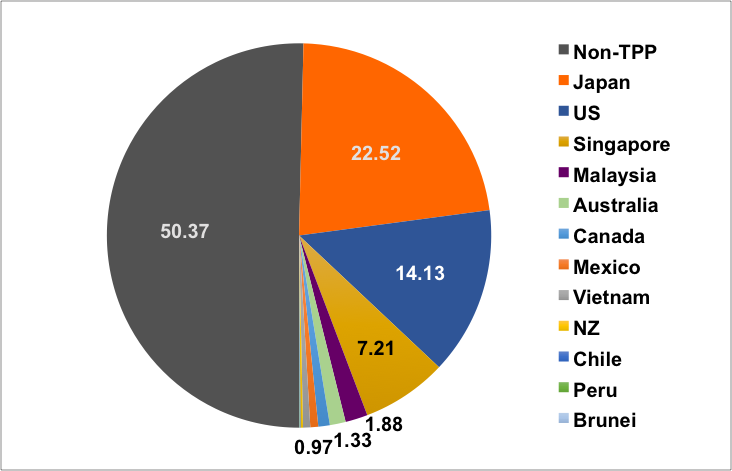 50.37
22.52
14.13
7.21
1.88
1.33
0.97
Non-TPP
Japan
US
Singapore
Malaysia
Australia
Canada
Mexico
Vietnam
NZ
Chile
Peru
Brunei